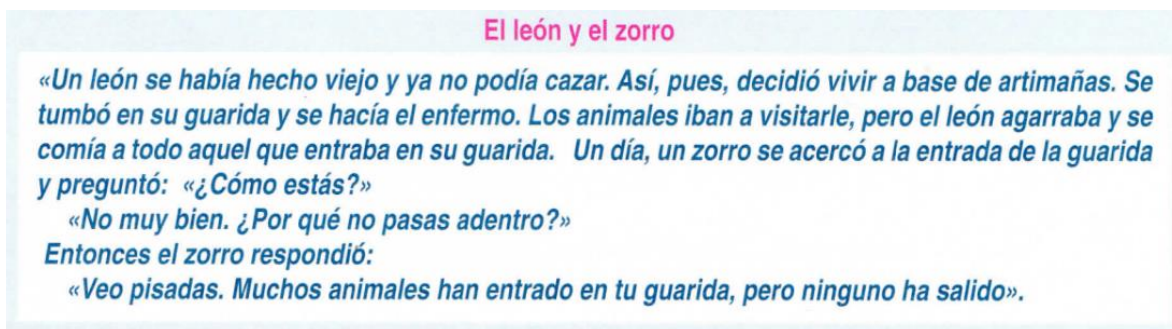 El león y el zorro
«Un león se había hecho viejo y ya no podía cazar. Así, pues, decidió vivir a base de artimañas. Se
tumbó en su guarida y se hacía el enfermo. Los animales iban a visitarle, pero el león agarraba y se
comía a todo aquel que entraba en su guarida. Un día, un zorro se acercó a la entrada de la guarida
y preguntó: «¿Cómo estás?»
«No muy bien. ¿Por qué no pasas adentro?»
Entonces el zorro respondió:
«Veo pisadas. Muchos animales han entrado en tu guarida, pero ninguno ha salido».